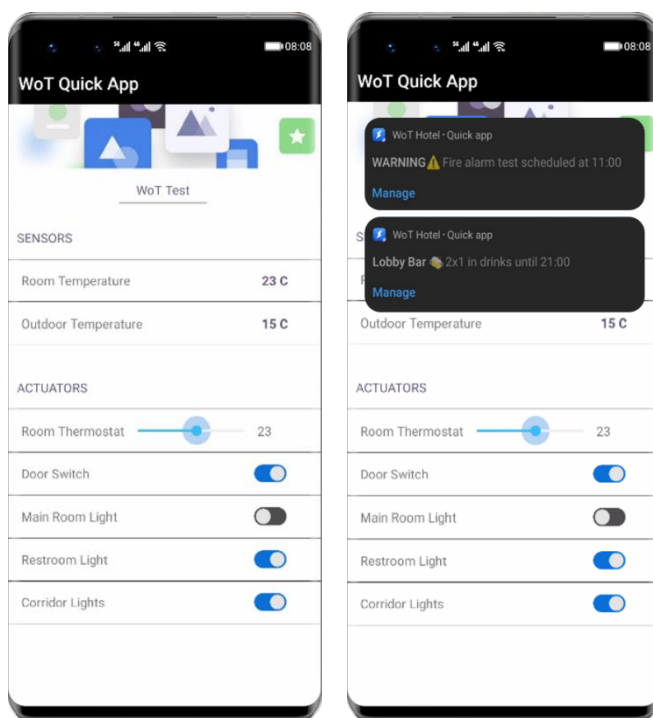 08:08
WoT Quick App
WoT Test
SENSORS
Room Temperature 23 C
Outdoor Temperature 15 C
ACTUATORS
Room Thermostat 23
Door Switch
Main Room Light
Restroom Light
Corridor Lights
08:08
WoT Quick App
WoT Hotel · Quick app
WARNING⚠ Fire alarm test scheduled at 11:00
Manage
WoT Hotel · Quick app
Lobby Bar 🍻 2x1 in drinks until 21:00
Manage
Outdoor Temperature 15 C
ACTUATORS
Room Thermostat 23
Door Switch
Main Room Light
Restroom Light
Corridor Lights